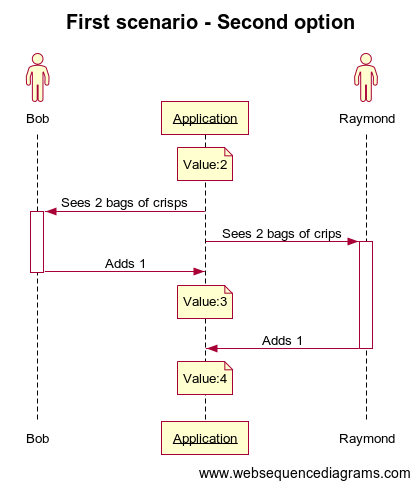 First scenario - Second option
Bob
Application
Raymond
Value:2
Sees 2 bags of crisps
Sees 2 bags of crips
Adds 1
Value:3
Adds 1
Value:4
Bob
Application
Raymond
www.websequencediagrams.com